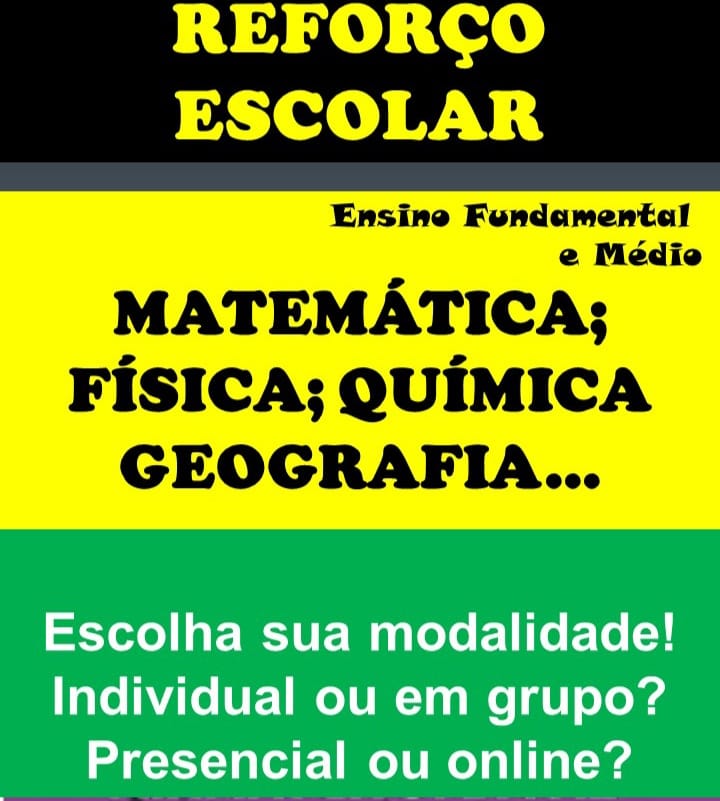 REFORÇO
ESCOLAR
Ensino Fundamental
e Médio
MATEMÁTICA;
FÍSICA; QUÍMICA
GEOGRAFIA...
Escolha sua modalidade!
Individual ou em grupo?
Presencial ou online?